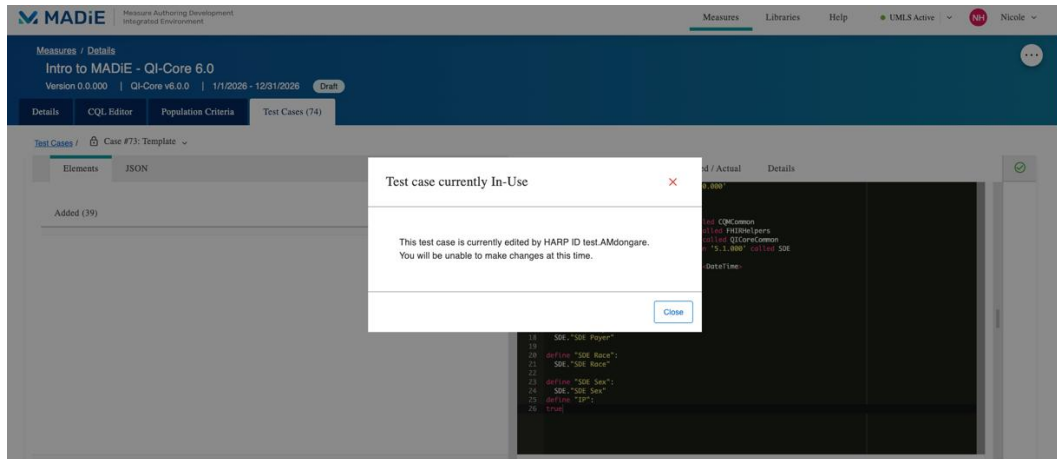 MADiE
Measure Authoring Development
Integrated Environment
Measures Libraries Help UMLS Active NH Nicole
Measures / Details
Intro to MADiE - QI-Core 6.0
Version 0.0.000 | QI-Core v6.0.0 | 1/1/2026 - 12/31/2026 Draft
Details CQL Editor Population Criteria Test Cases (74)
Test Cases / Case #73: Template
Elements JSON
/ Actual Details
Added (39)
Test case currently In-Use
This test case is currently edited by HARP ID test.AMdongare.
You will be unable to make changes at this time.
Close
CQMCommon
FHIRHelpers
called QICoreCommon
'5.1.000' called SDE
DateTime>
18 SDE."SDE Payer"
19
20 define "SDE Race":
21 SDE."SDE Race"
22
23 define "SDE Sex":
24 SDE."SDE Sex"
25 define "IP":
26 true